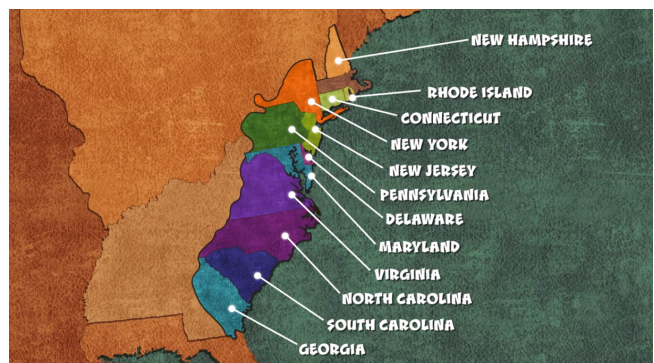 NEW HAMPSHIRE
RHODE ISLAND
CONNECTICUT
NEW YORK
NEW JERSEY
PENNSYLVANIA
DELAWARE
MARYLAND
VIRGINIA
NORTH CAROLINA
SOUTH CAROLINA
GEORGIA